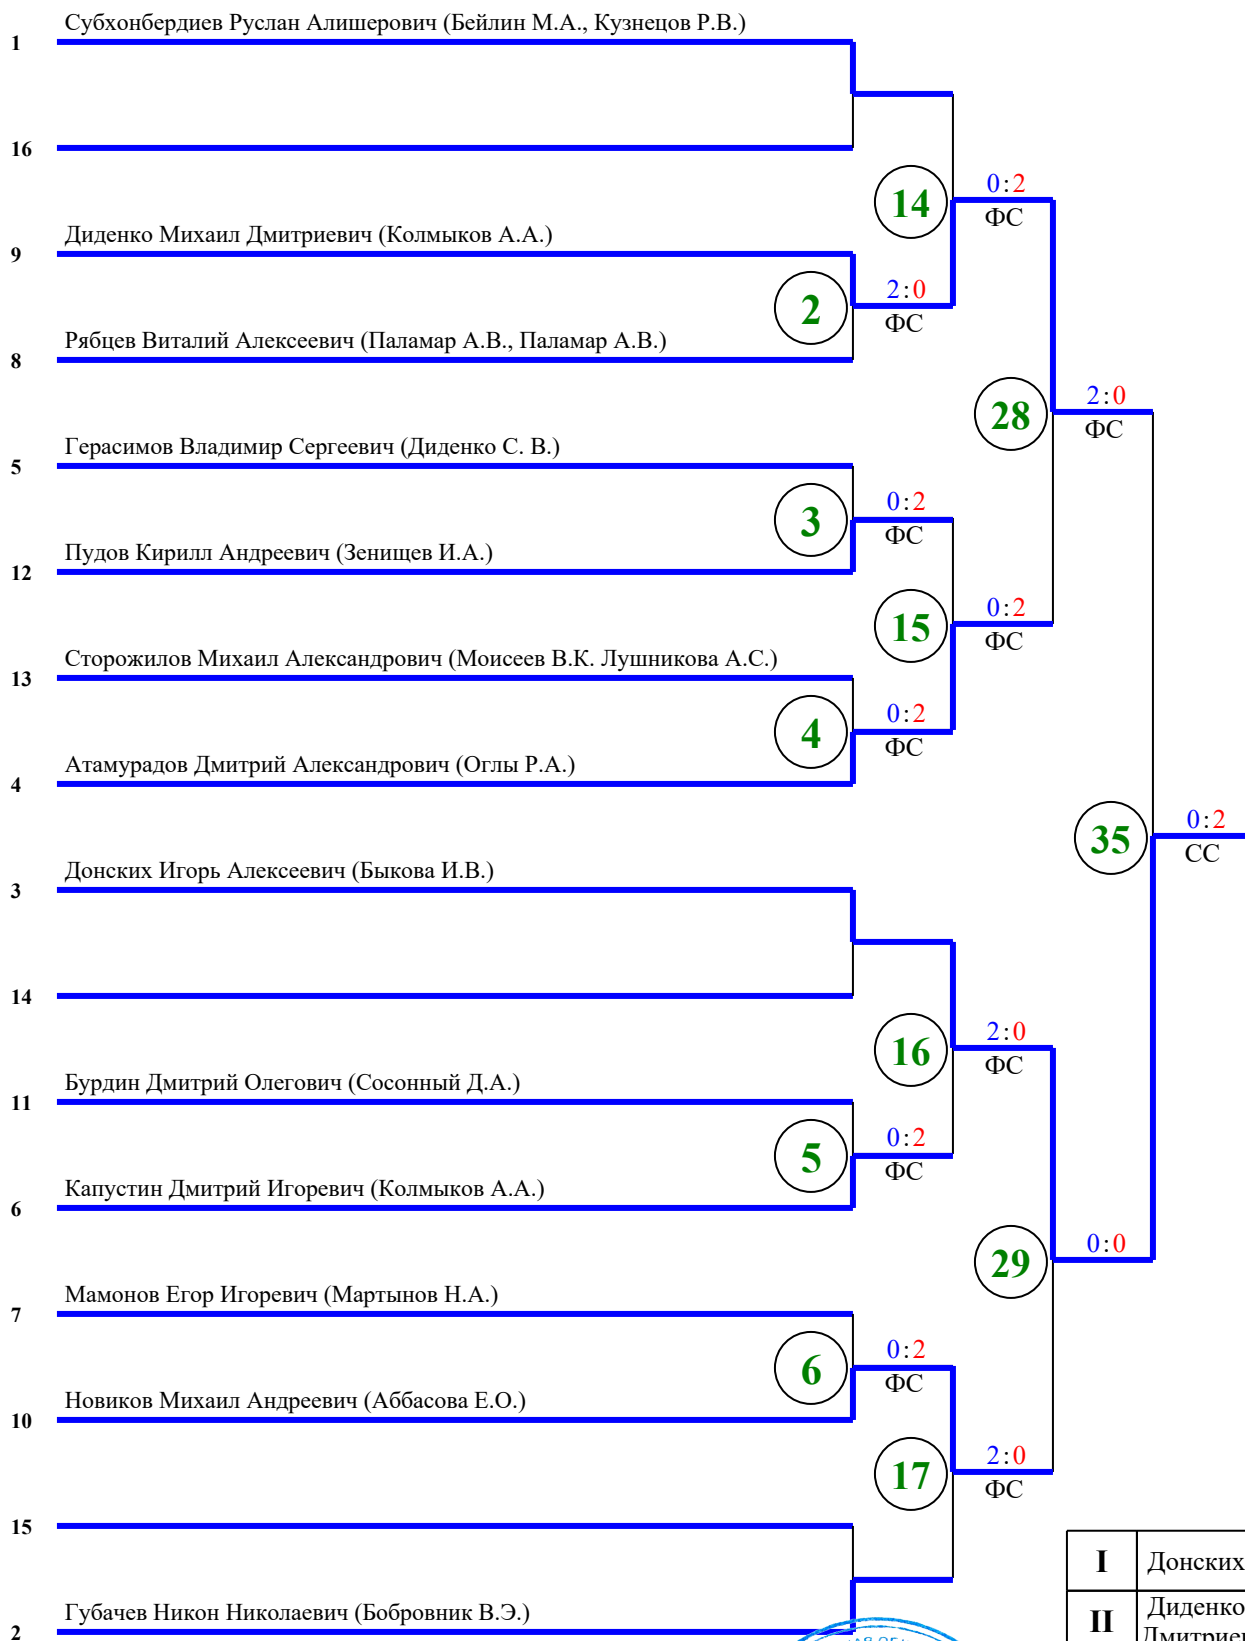 Субхонбердиев Руслан Алишерович (Бейлин М.А., Кузнецов Р.В.)
1
16
14
0:2
ФС
Диденко Михаил Дмитриевич (Колмыков А.А.)
9
2
2:0
ФС
Рябцев Виталий Алексеевич (Паламар А.В., Паламар А.В.)
8
28
2:0
ФС
Герасимов Владимир Сергеевич (Диденко С. В.)
5
3
0:2
ФС
Пудов Кирилл Андреевич (Зенищев И.А.)
12
15
0:2
ФС
Сторожилов Михаил Александрович (Моисеев В.К. Лушникова А.С.)
13
4
0:2
ФС
Атамурадов Дмитрий Александрович (Оглы Р.А.)
4
35
0:2
СС
Донских Игорь Алексеевич (Быкова И.В.)
3
14
16
2:0
ФС
Бурдин Дмитрий Олегович (Сосонный Д.А.)
11
5
0:2
ФС
Капустин Дмитрий Игоревич (Колмыков А.А.)
6
29
0:0
Мамонов Егор Игоревич (Мартынов Н.А.)
7
6
0:2
ФС
Новиков Михаил Андреевич (Аббасова Е.О.)
10
17
2:0
ФС
15
I Донских
Губачев Никон Николаевич (Бобровник В.Э.)
2
II Диденко
Дмитриев